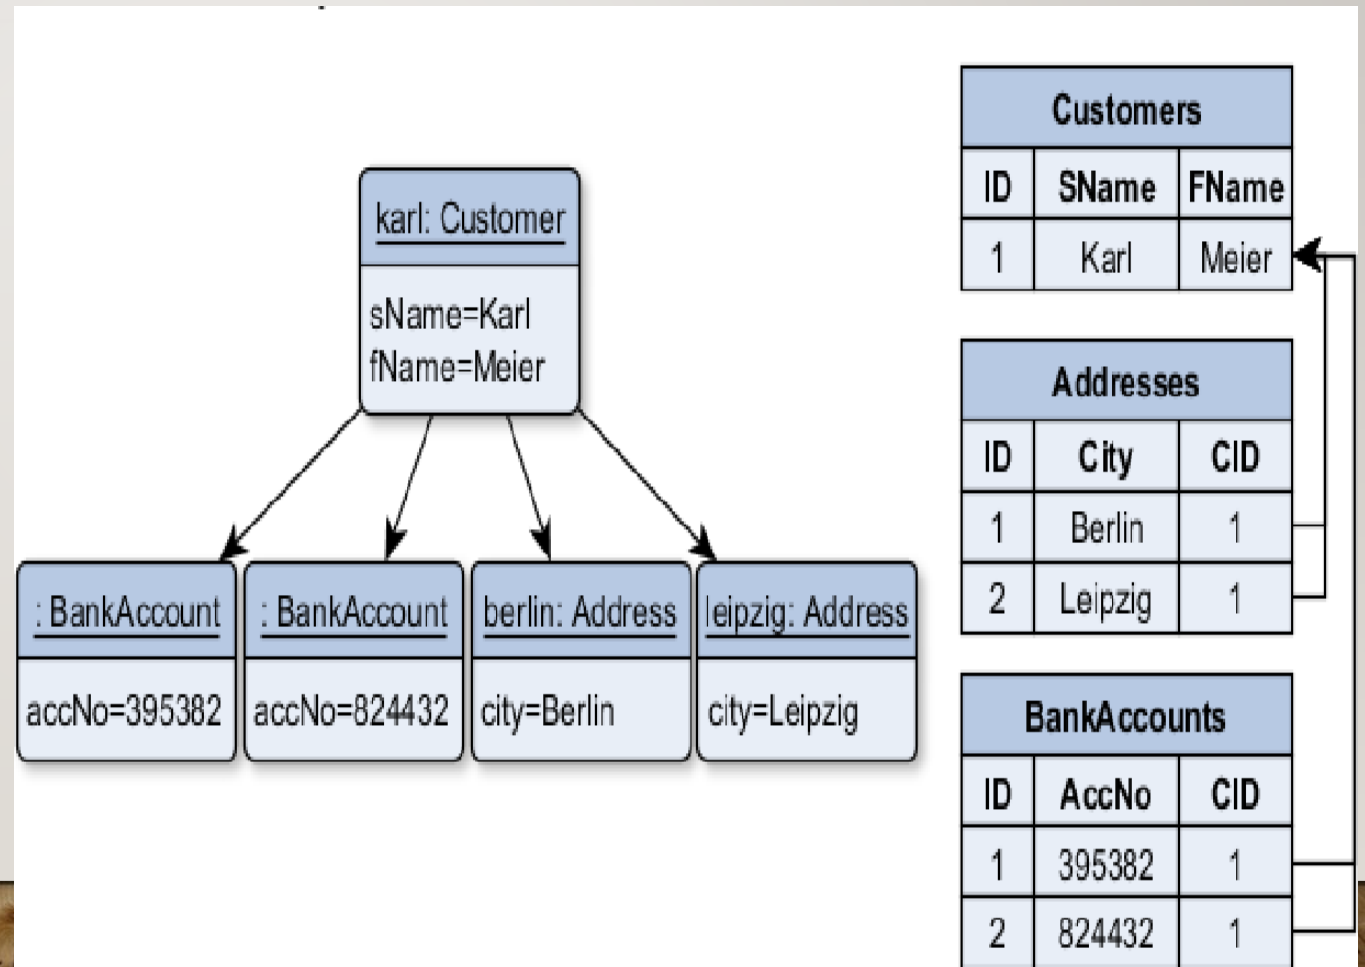 karl: Customer
sName=Karl
fName=Meier
: BankAccount
accNo=395382
: BankAccount
accNo=824432
berlin: Address
city=Berlin
leipzig: Address
city=Leipzig
Customers
ID SName FName
1 Karl Meier
Addresses
ID City CID
1 Berlin 1
2 Leipzig 1
BankAccounts
ID AccNo CID
1 395382 1
2 824432 1